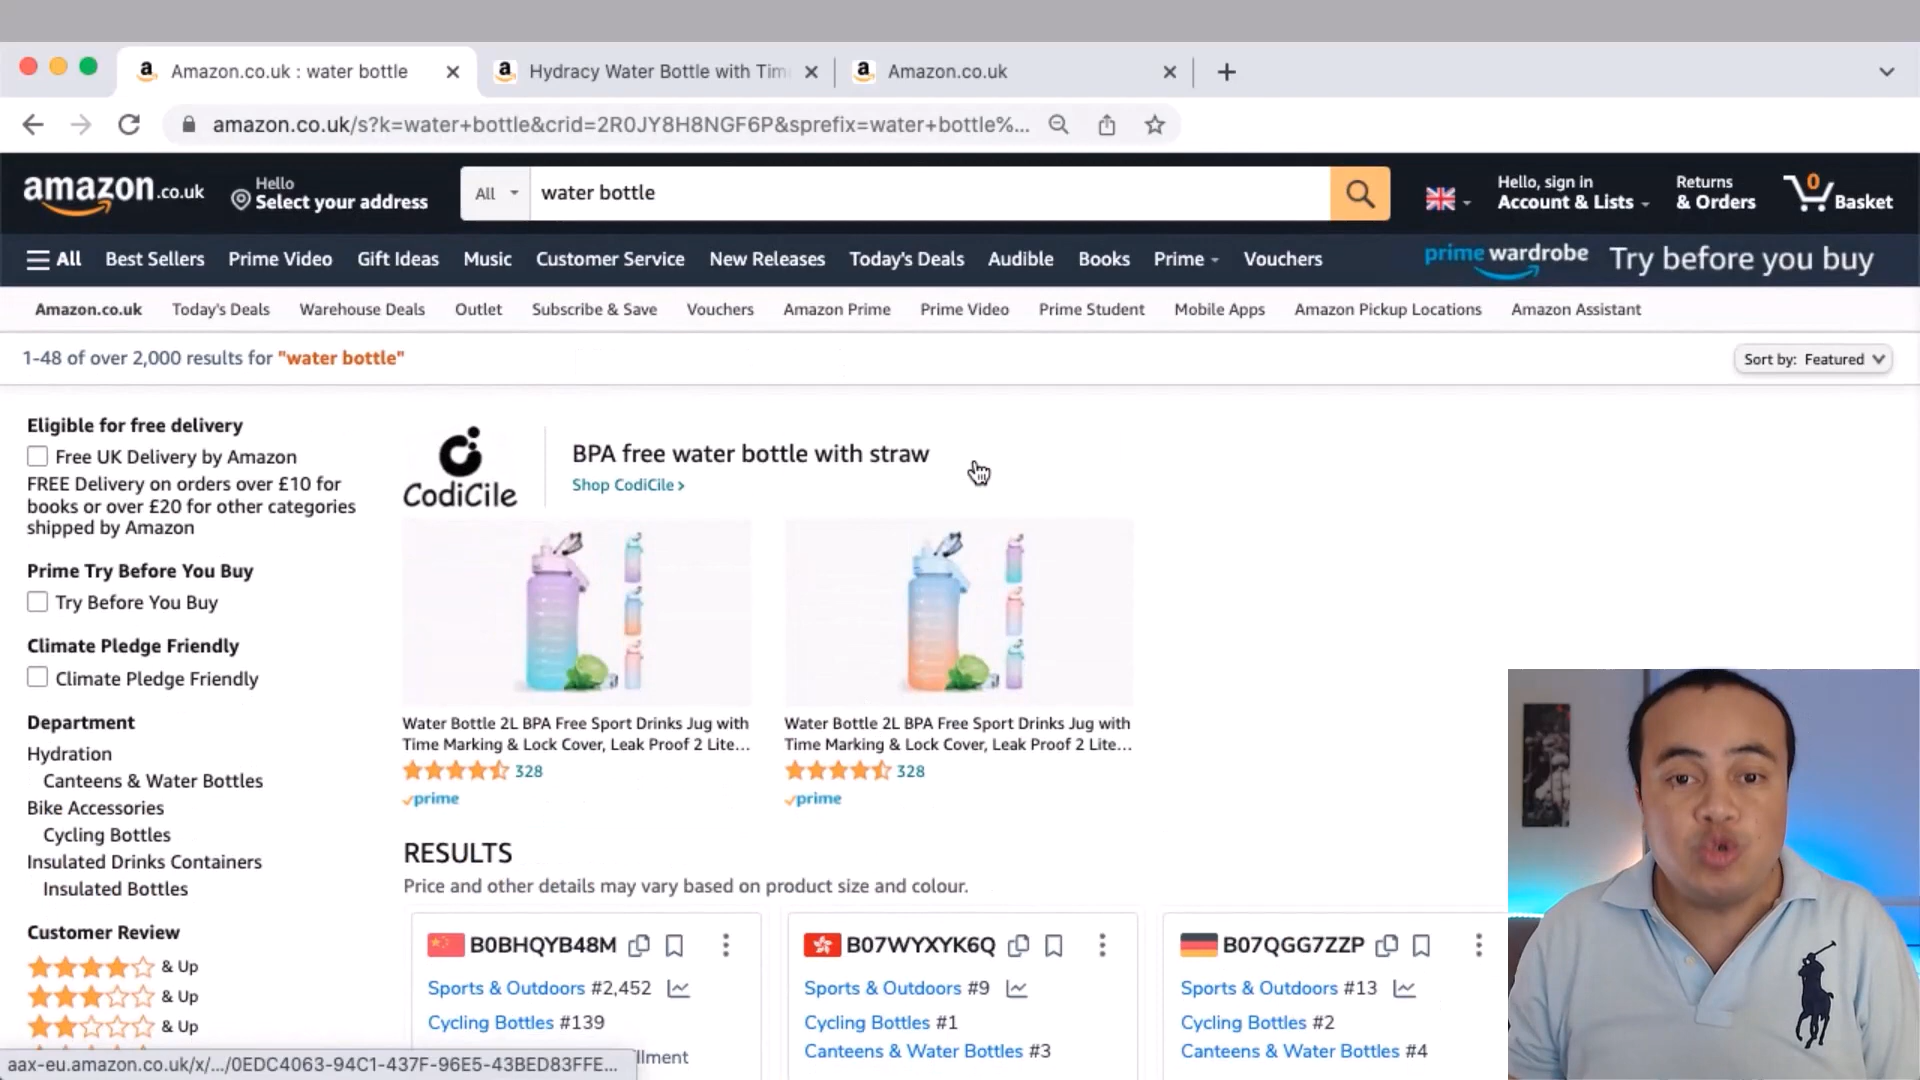 Amazon.co.uk : water bottle
Hydracy Water Bottle with Tim
Amazon.co.uk
amazon.co.uk/s?k=water+bottle&crid=2R0JY8H8NGF6P&sprefix=water+bottle%...
amazon.co.uk
Hello
Select your address
All
water bottle
Hello, sign in
Account & Lists
Returns
& Orders
0
Basket
All
Best Sellers
Prime Video
Gift Ideas
Music
Customer Service
New Releases
Today's Deals
Audible
Books
Prime
Vouchers
prime wardrobe
Try before you buy
Amazon.co.uk
Today's Deals
Warehouse Deals
Outlet
Subscribe & Save
Vouchers
Amazon Prime
Prime Video
Prime Student
Mobile Apps
Amazon Pickup Locations
Amazon Assistant
1-48 of over 2,000 results for "water bottle"
Sort by: Featured
Eligible for free delivery
Free UK Delivery by Amazon
FREE Delivery on orders over £10 for
books or over £20 for other categories
shipped by Amazon
Prime Try Before You Buy
Try Before You Buy
Climate Pledge Friendly
Climate Pledge Friendly
Department
Hydration
Canteens & Water Bottles
Bike Accessories
Cycling Bottles
Insulated Drinks Containers
Insulated Bottles
Customer Review
& Up
& Up
& Up
CodiCile
BPA free water bottle with straw
Shop CodiCile ›
Water Bottle 2L BPA Free Sport Drinks Jug with
Time Marking & Lock Cover, Leak Proof 2 Lite...
328
prime
Water Bottle 2L BPA Free Sport Drinks Jug with
Time Marking & Lock Cover, Leak Proof 2 Lite...
328
prime
RESULTS
Price and other details may vary based on product size and colour.
B0BHQYB48M
Sports & Outdoors #2,452
Cycling Bottles #139
llment
B07WYXYK6Q
Sports & Outdoors #9
Cycling Bottles #1
Canteens & Water Bottles #3
B07QGG7ZZP
Sports & Outdoors #13
Cycling Bottles #2
Canteens & Water Bottles #4
aax-eu.amazon.co.uk/x/.../0EDC4063-94C1-437F-96E5-43BED83FFE...